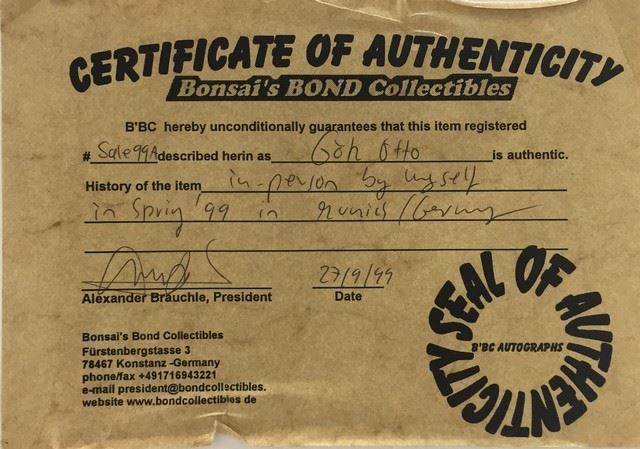 CERTIFICATE OF AUTHENTICITY
Bonsai's BOND Collectibles
B'BC hereby unconditionally guarantees that this item registered
# Sale99A described herein as Götz Otto is authentic.
History of the item in-person by myself
in Spring '99 in Munich/Germany
27/9/99
Alexander Bräuchle, President Date
Bonsai's Bond Collectibles
Fürstenbergstasse 3
78467 Konstanz -Germany
phone/fax +491716943221
e-mail president@bondcollectibles.
website www.bondcollectibles de
SEAL OF AUTHENTICITY
B'BC AUTOGRAPHS